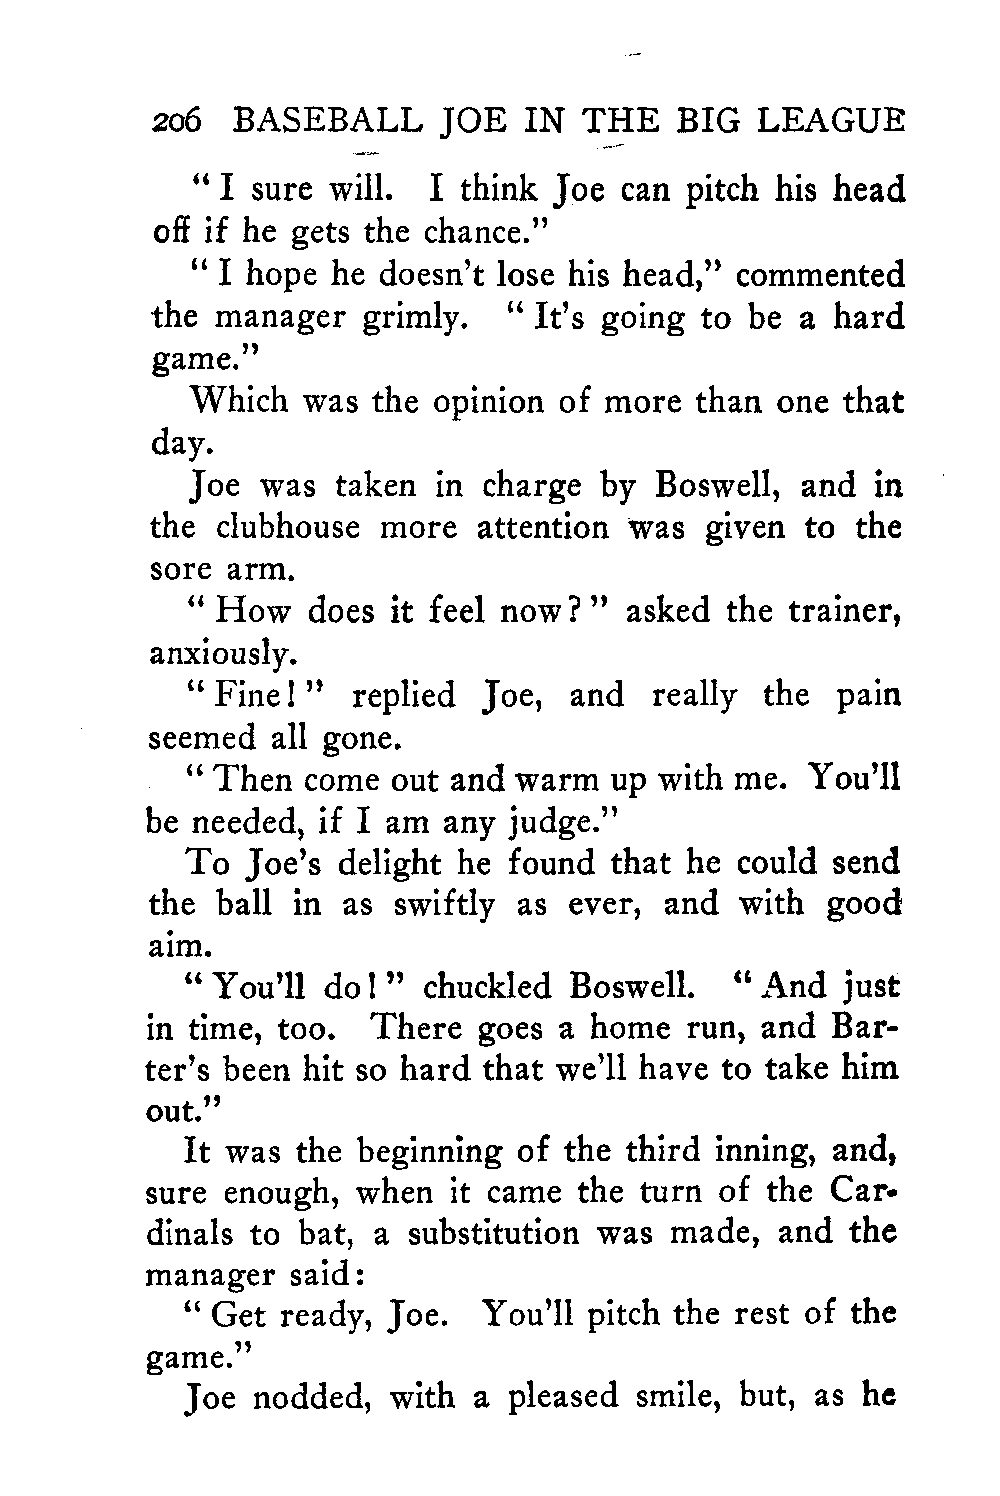 206 BASEBALL JOE IN THE BIG LEAGUE
“I sure will. I think Joe can pitch his head
off if he gets the chance.”
“I hope he doesn’t lose his head,” commented
the manager grimly. “It’s going to be a hard
game.”
Which was the opinion of more than one that
day.
Joe was taken in charge by Boswell, and in
the clubhouse more attention was given to the
sore arm.
“How does it feel now?” asked the trainer,
anxiously.
“Fine!” replied Joe, and really the pain
seemed all gone.
“Then come out and warm up with me. You’ll
be needed, if I am any judge.”
To Joe’s delight he found that he could send
the ball in as swiftly as ever, and with good
aim.
“You’ll do!” chuckled Boswell. “And just
in time, too. There goes a home run, and Bar-
ter’s been hit so hard that we’ll have to take him
out.”
It was the beginning of the third inning, and,
sure enough, when it came the turn of the Car-
dinals to bat, a substitution was made, and the
manager said:
“Get ready, Joe. You’ll pitch the rest of the
game.”
Joe nodded, with a pleased smile, but, as he